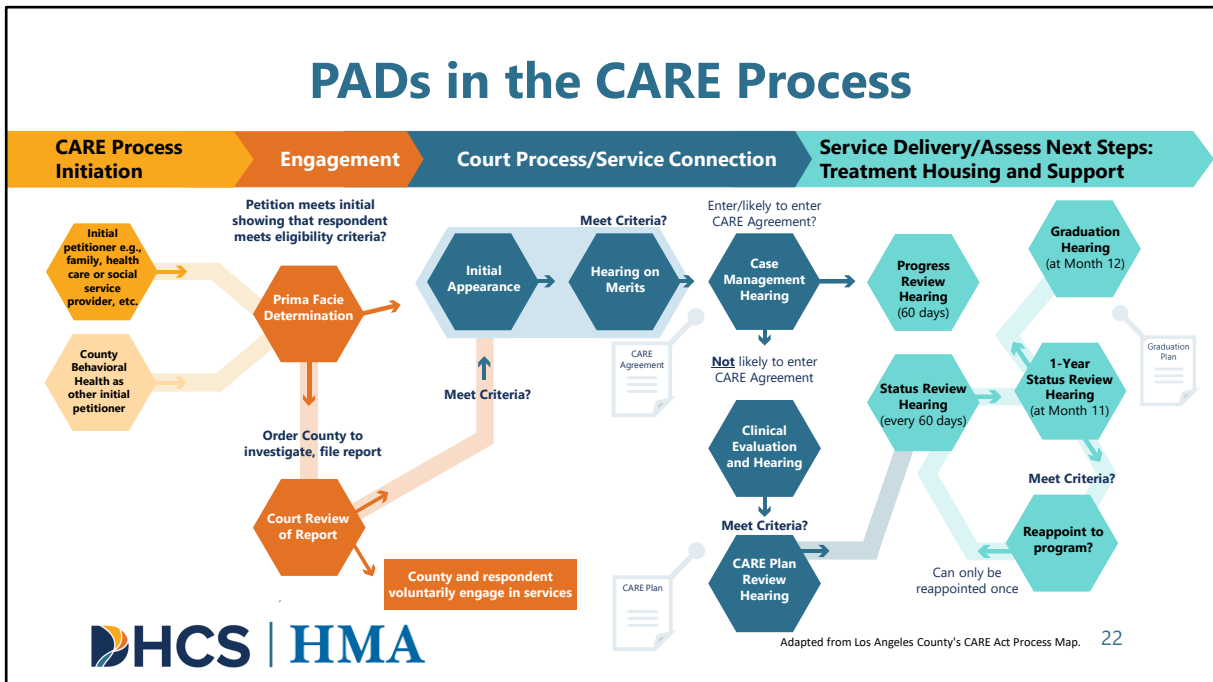 PADs in the CARE Process
CARE Process
Initiation
Engagement
Court Process/Service Connection
Service Delivery/Assess Next Steps:
Treatment Housing and Support
Initial
petitioner e.g.,
family, health
care or social
service
provider, etc.
County
Behavioral
Health as
other initial
petitioner
Petition meets initial
showing that respondent
meets eligibility criteria?
Prima Facie
Determination
Order County to
investigate, file report
Court Review
of Report
County and respondent
voluntarily engage in services
Initial
Appearance
Meet Criteria?
Meet Criteria?
Hearing on
Merits
CARE
Agreement
Enter/likely to enter
CARE Agreement?
Case
Management
Hearing
Not likely to enter
CARE Agreement
Clinical
Evaluation
and Hearing
Meet Criteria?
CARE Plan
Review
Hearing
CARE Plan
Progress
Review
Hearing
(60 days)
Status Review
Hearing
(every 60 days)
Graduation
Hearing
(at Month 12)
Graduation
Plan
1-Year
Status Review
Hearing
(at Month 11)
Meet Criteria?
Reappoint to
program?
Can only be
reappointed once
DHCS | HMA
Adapted from Los Angeles County's CARE Act Process Map. 22